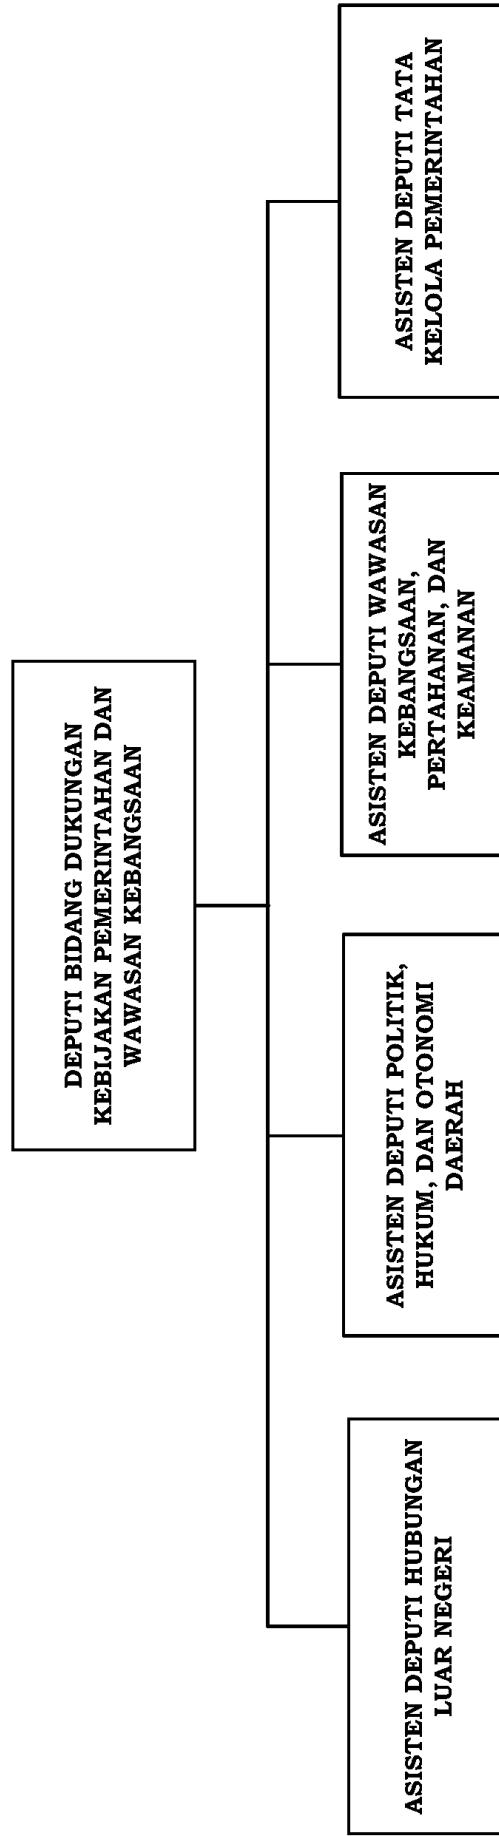 DEPUTI BIDANG DUKUNGAN
KEBIJAKAN PEMERINTAHAN DAN
WAWASAN KEBANGSAAN
ASISTEN DEPUTI HUBUNGAN
LUAR NEGERI
ASISTEN DEPUTI POLITIK,
HUKUM, DAN OTONOMI
DAERAH
ASISTEN DEPUTI WAWASAN
KEBANGSAAN,
PERTAHANAN, DAN
KEAMANAN
ASISTEN DEPUTI TATA
KELOLA PEMERINTAHAN